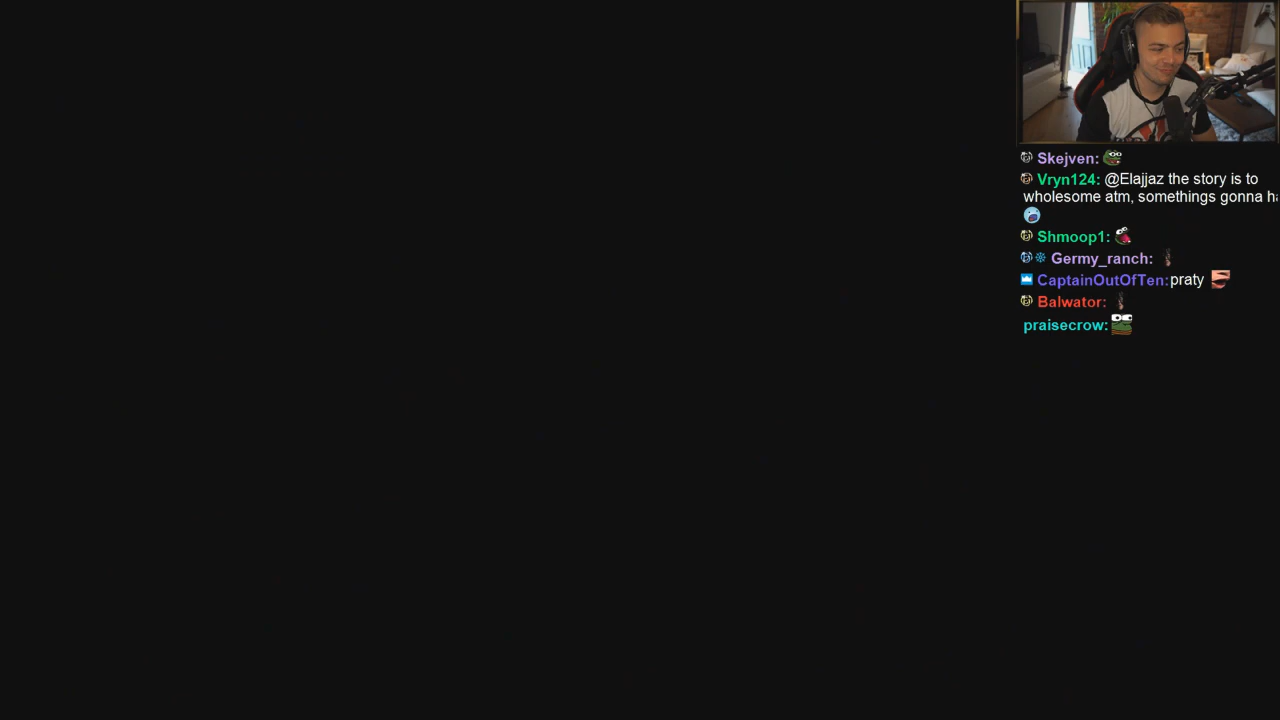 Skejven:
Vryn124: @Elajjaz the story is to
wholesome atm, somethings gonna
Shmoop1:
Germy_ranch:
CaptainOutOfTen: praty
Balwator:
praisecrow: